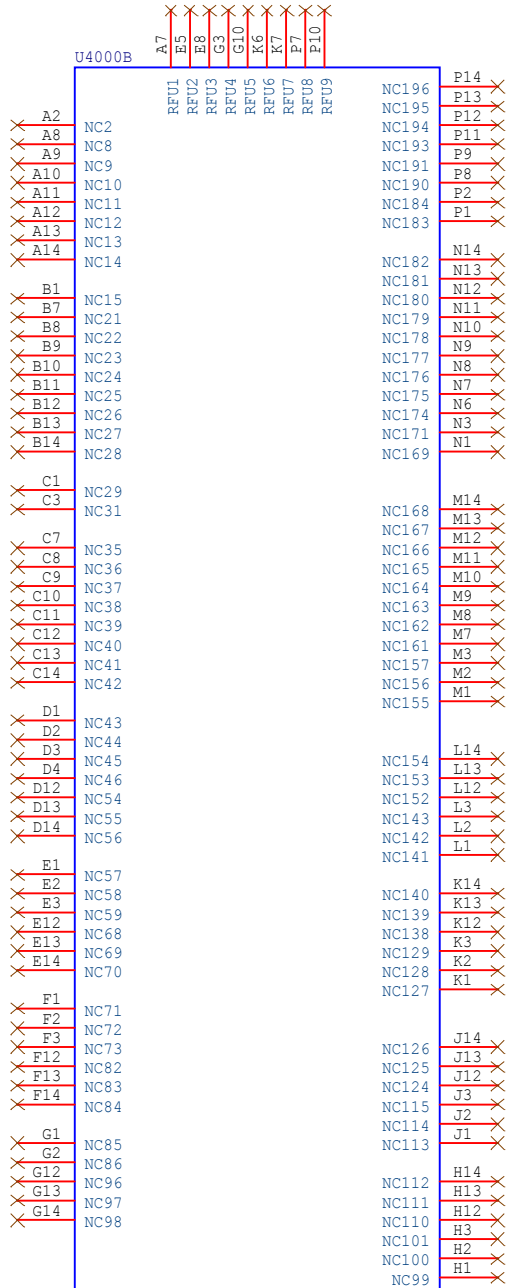 A7 E5 E8 G3 G10 K6 K7 P7 P10
U4000B
RFU1 RFU2 RFU3 RFU4 RFU5 RFU6 RFU7 RFU8 RFU9
A2 NC2
A8 NC8
A9 NC9
A10 NC10
A11 NC11
A12 NC12
A13 NC13
A14 NC14
B1 NC15
B7 NC21
B8 NC22
B9 NC23
B10 NC24
B11 NC25
B12 NC26
B13 NC27
B14 NC28
C1 NC29
C3 NC31
C7 NC35
C8 NC36
C9 NC37
C10 NC38
C11 NC39
C12 NC40
C13 NC41
C14 NC42
D1 NC43
D2 NC44
D3 NC45
D4 NC46
D12 NC54
D13 NC55
D14 NC56
E1 NC57
E2 NC58
E3 NC59
E12 NC68
E13 NC69
E14 NC70
F1 NC71
F2 NC72
F3 NC73
F12 NC82
F13 NC83
F14 NC84
G1 NC85
G2 NC86
G12 NC96
G13 NC97
G14 NC98
NC196 P14
NC195 P13
NC194 P12
NC193 P11
NC191 P9
NC190 P8
NC184 P2
NC183 P1
NC182 N14
NC181 N13
NC180 N12
NC179 N11
NC178 N10
NC177 N9
NC176 N8
NC175 N7
NC174 N6
NC171 N3
NC169 N1
NC168 M14
NC167 M13
NC166 M12
NC165 M11
NC164 M10
NC163 M9
NC162 M8
NC161 M7
NC157 M3
NC156 M2
NC155 M1
NC154 L14
NC153 L13
NC152 L12
NC143 L3
NC142 L2
NC141 L1
NC140 K14
NC139 K13
NC138 K12
NC129 K3
NC128 K2
NC127 K1
NC126 J14
NC125 J13
NC124 J12
NC115 J3
NC114 J2
NC113 J1
NC112 H14
NC111 H13
NC110 H12
NC101 H3
NC100 H2
NC99 H1